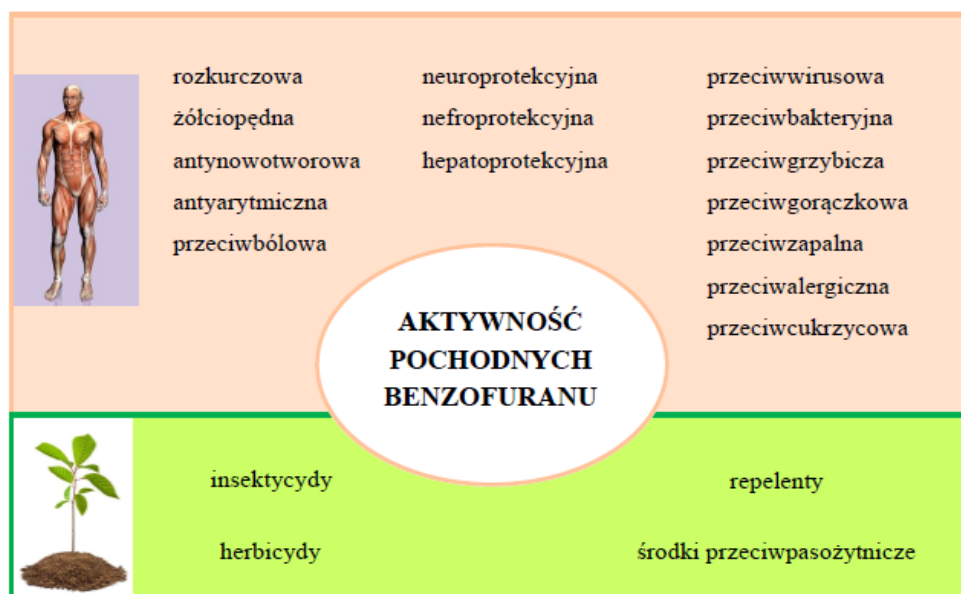 rozkurczowa
żółciopędna
antynowotworowa
antyarytmiczna
przeciwbólowa
neuroprotekcyjna
nefroprotekcyjna
hepatoprotekcyjna
przeciwwirusowa
przeciwbakteryjna
przeciwgrzybicza
przeciwgorączkowa
przeciwzapalna
przeciwalergiczna
przeciwcukrzycowa
AKTYWNOŚĆ
POCHODNYCH
BENZOFURANU
insektycydy
herbicydy
repelenty
środki przeciwpasożytnicze